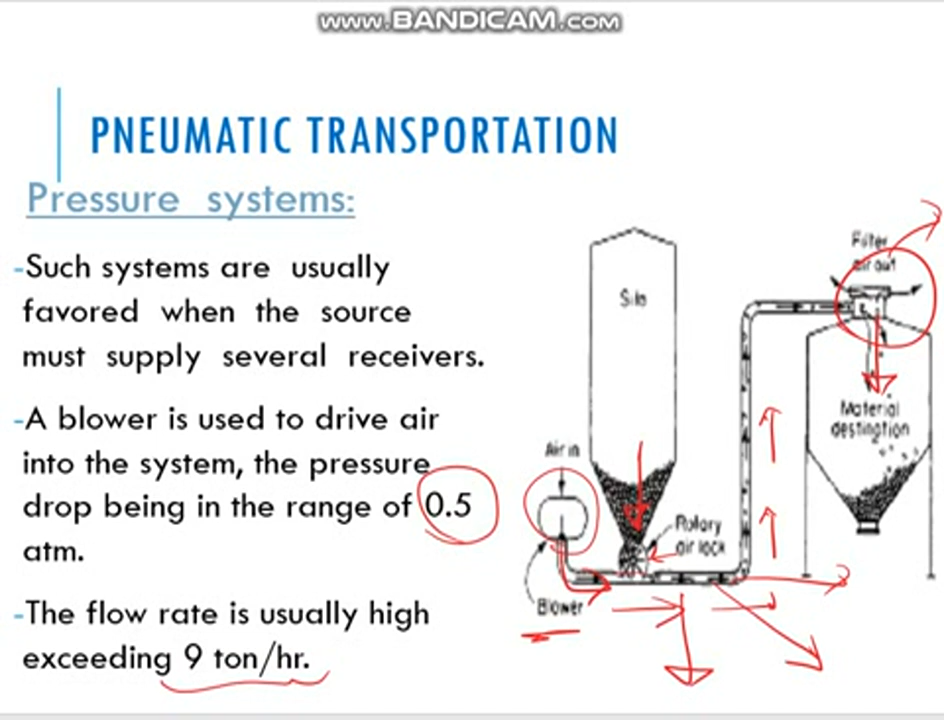 www.BANDICAM.com
PNEUMATIC TRANSPORTATION
Pressure systems:
-Such systems are usually
favored when the source
must supply several receivers.
-A blower is used to drive air
into the system, the pressure
drop being in the range of 0.5
atm.
-The flow rate is usually high
exceeding 9 ton/hr.
Filter
air out
Silo
Material
destination
Air in
Rotary
air lock
Blower